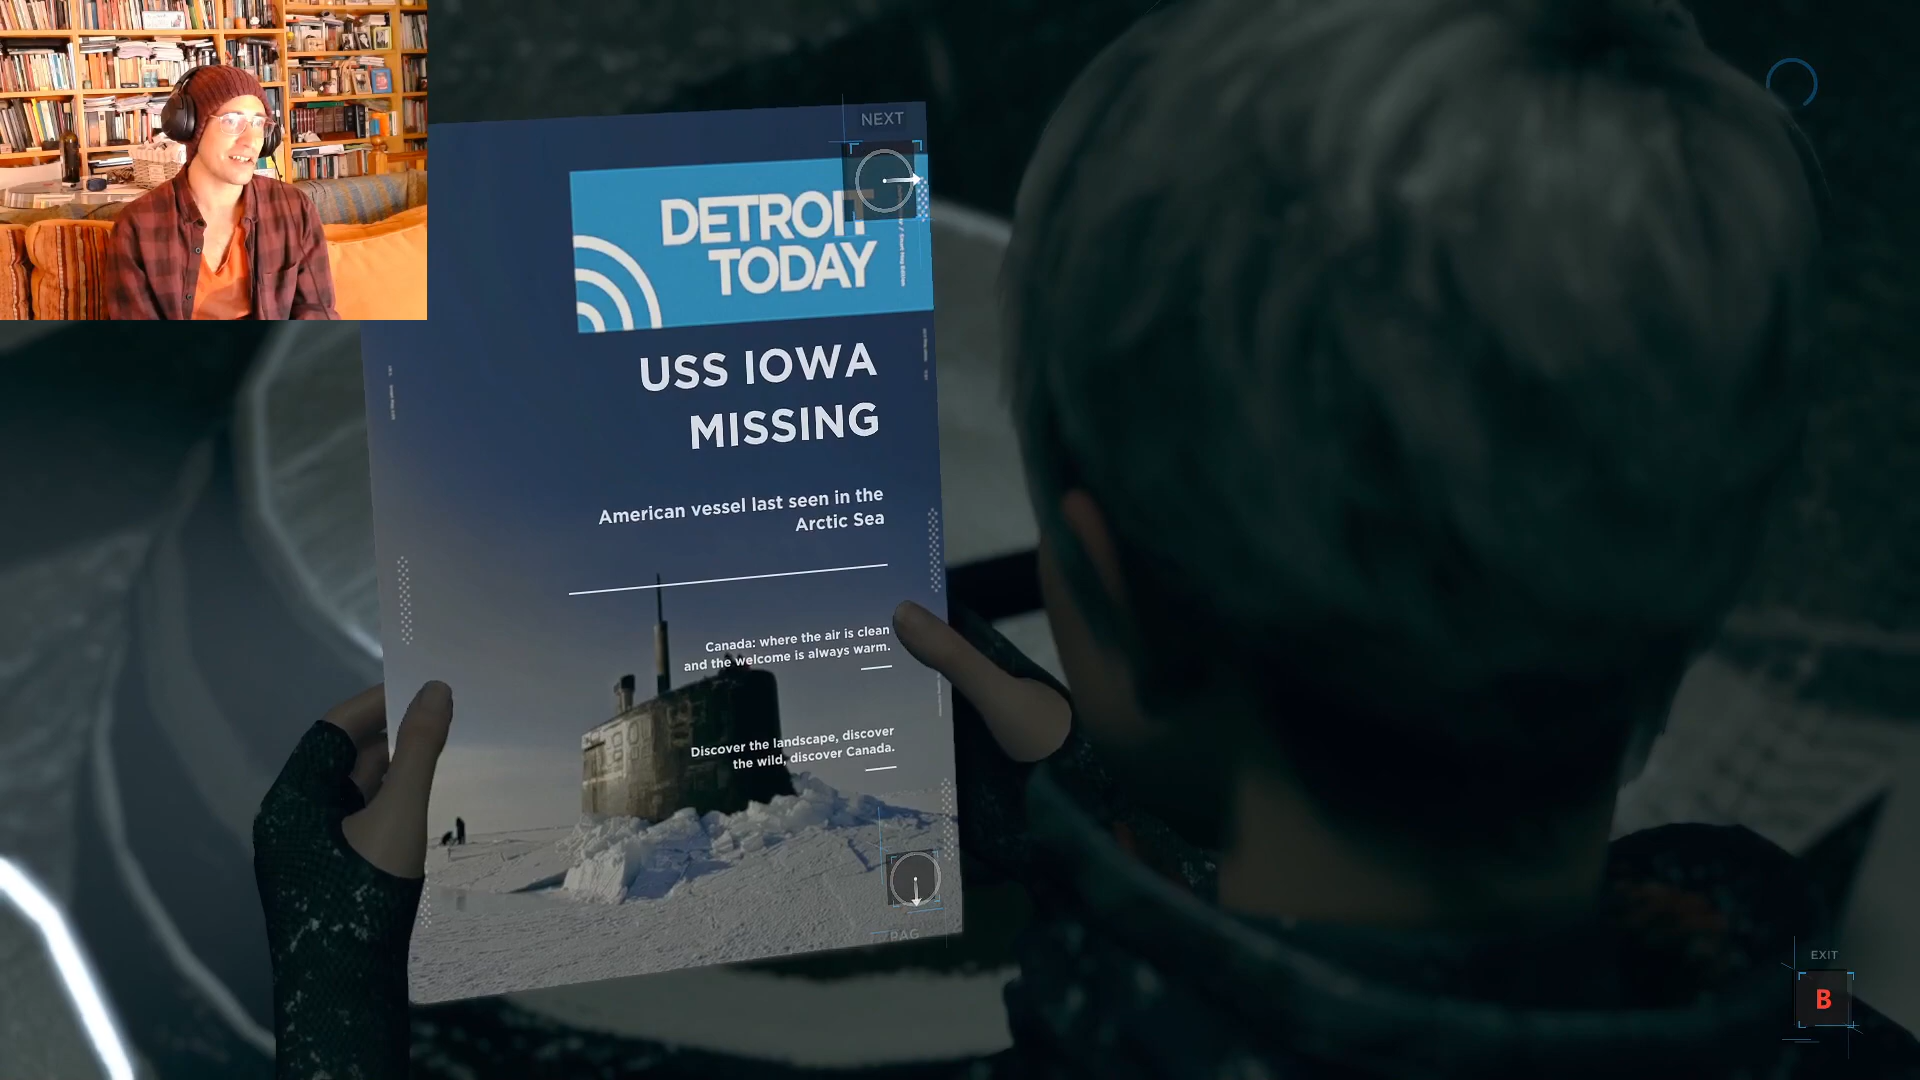 NEXT
DETROIT
TODAY
USS IOWA
MISSING
American vessel last seen in the
Arctic Sea
Canada: where the air is clean
and the welcome is always warm.
Discover the landscape, discover
the wild, discover Canada.
EXIT
B